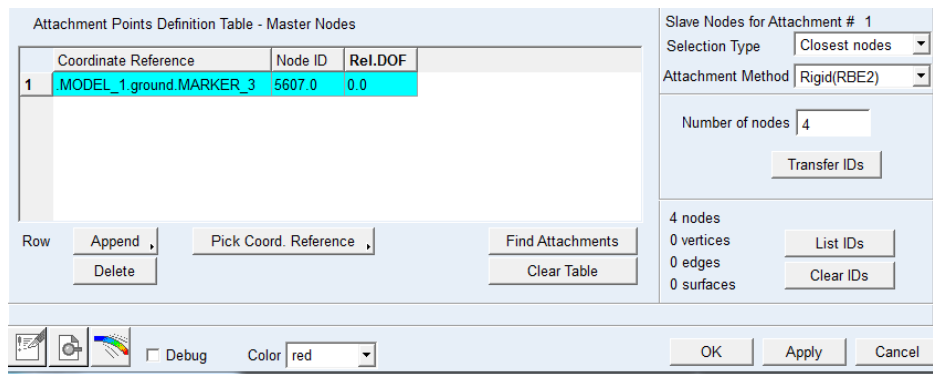 Attachment Points Definition Table - Master Nodes
Coordinate Reference Node ID Rel.DOF
1 .MODEL_1.ground.MARKER_3 5607.0 0.0
Row Append Pick Coord. Reference Find Attachments
Delete Clear Table
Slave Nodes for Attachment # 1
Selection Type Closest nodes
Attachment Method Rigid(RBE2)
Number of nodes 4
Transfer IDs
4 nodes
0 vertices List IDs
0 edges
0 surfaces Clear IDs
Debug Color red OK Apply Cancel